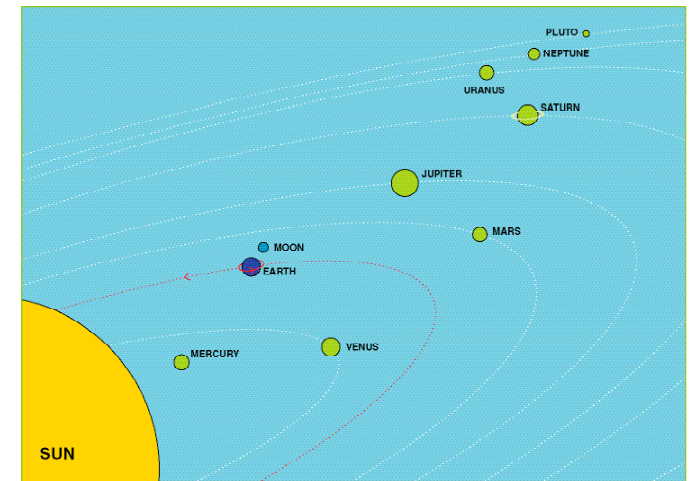 PLUTO
NEPTUNE
URANUS
SATURN
JUPITER
MARS
MOON
EARTH
VENUS
MERCURY
SUN